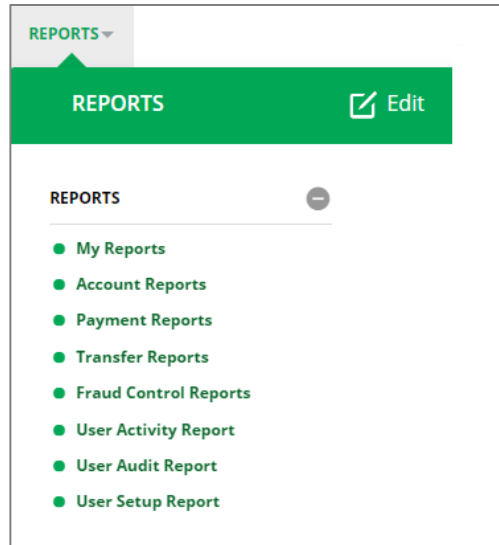 REPORTS
REPORTS Edit
REPORTS
My Reports
Account Reports
Payment Reports
Transfer Reports
Fraud Control Reports
User Activity Report
User Audit Report
User Setup Report